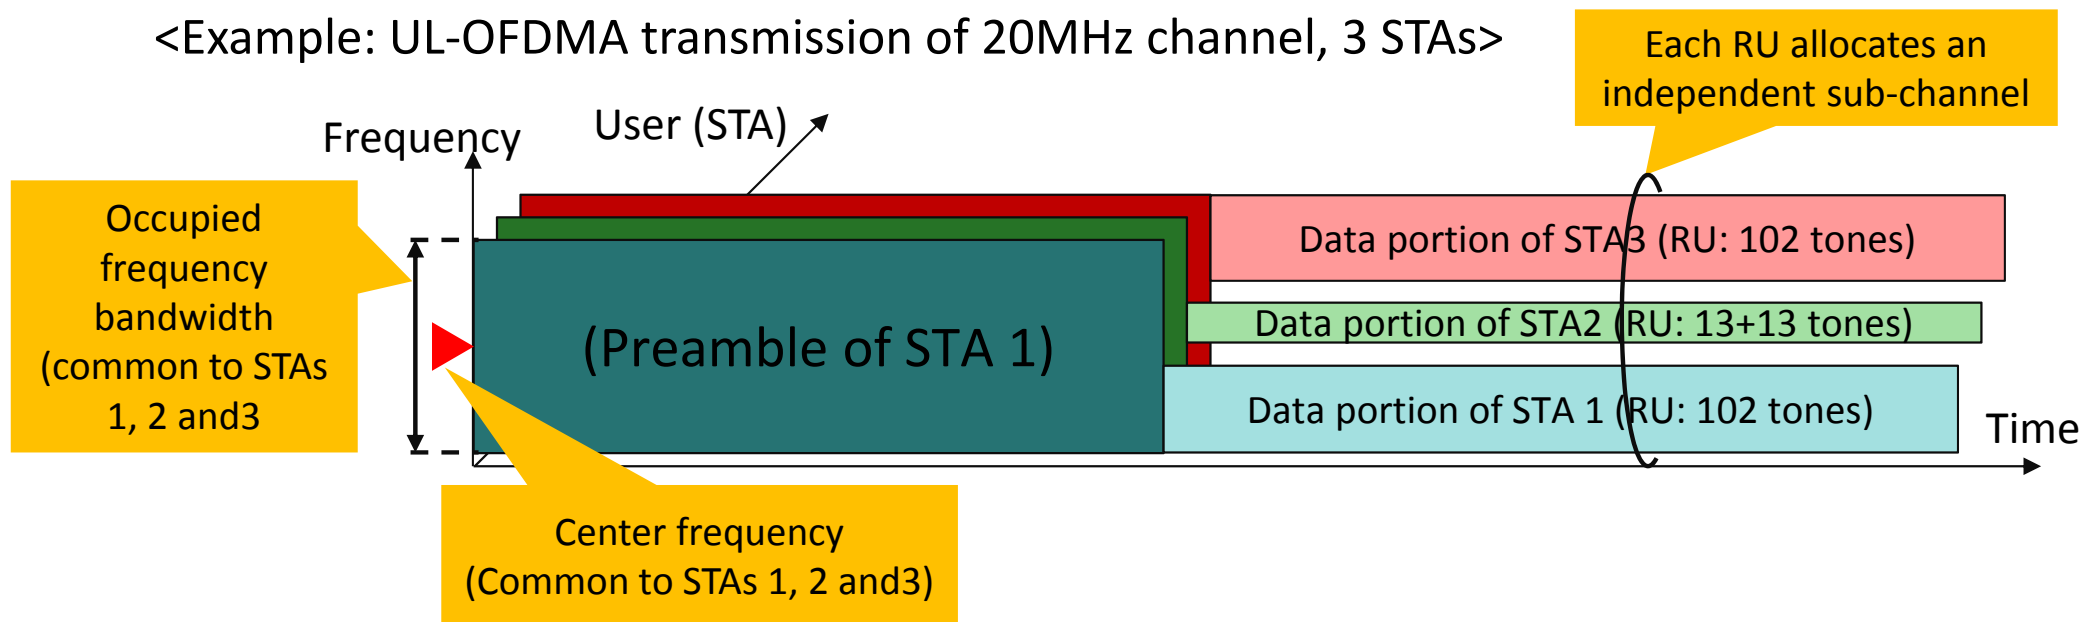 <Example: UL-OFDMA transmission of 20MHz channel, 3 STAs>
Each RU allocates an
independent sub-channel
Frequency
User (STA)
Occupied
frequency
bandwidth
(common to STAs
1, 2 and3
Data portion of STA3 (RU: 102 tones)
Data portion of STA2 (RU: 13+13 tones)
(Preamble of STA 1)
Data portion of STA 1 (RU: 102 tones)
Time
Center frequency
(Common to STAs 1, 2 and3)